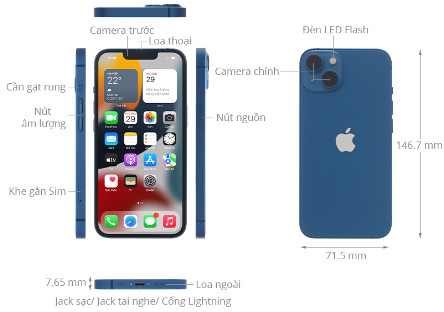 Camera trước
Loa thoại
Đèn LED Flash
Camera chính
Cần gạt rung
Nút
âm lượng
Nút nguồn
146.7 mm
Khe gắn Sim
71.5 mm
7.65 mm
Loa ngoài
Jack sạc/ Jack tai nghe/ Cổng Lightning